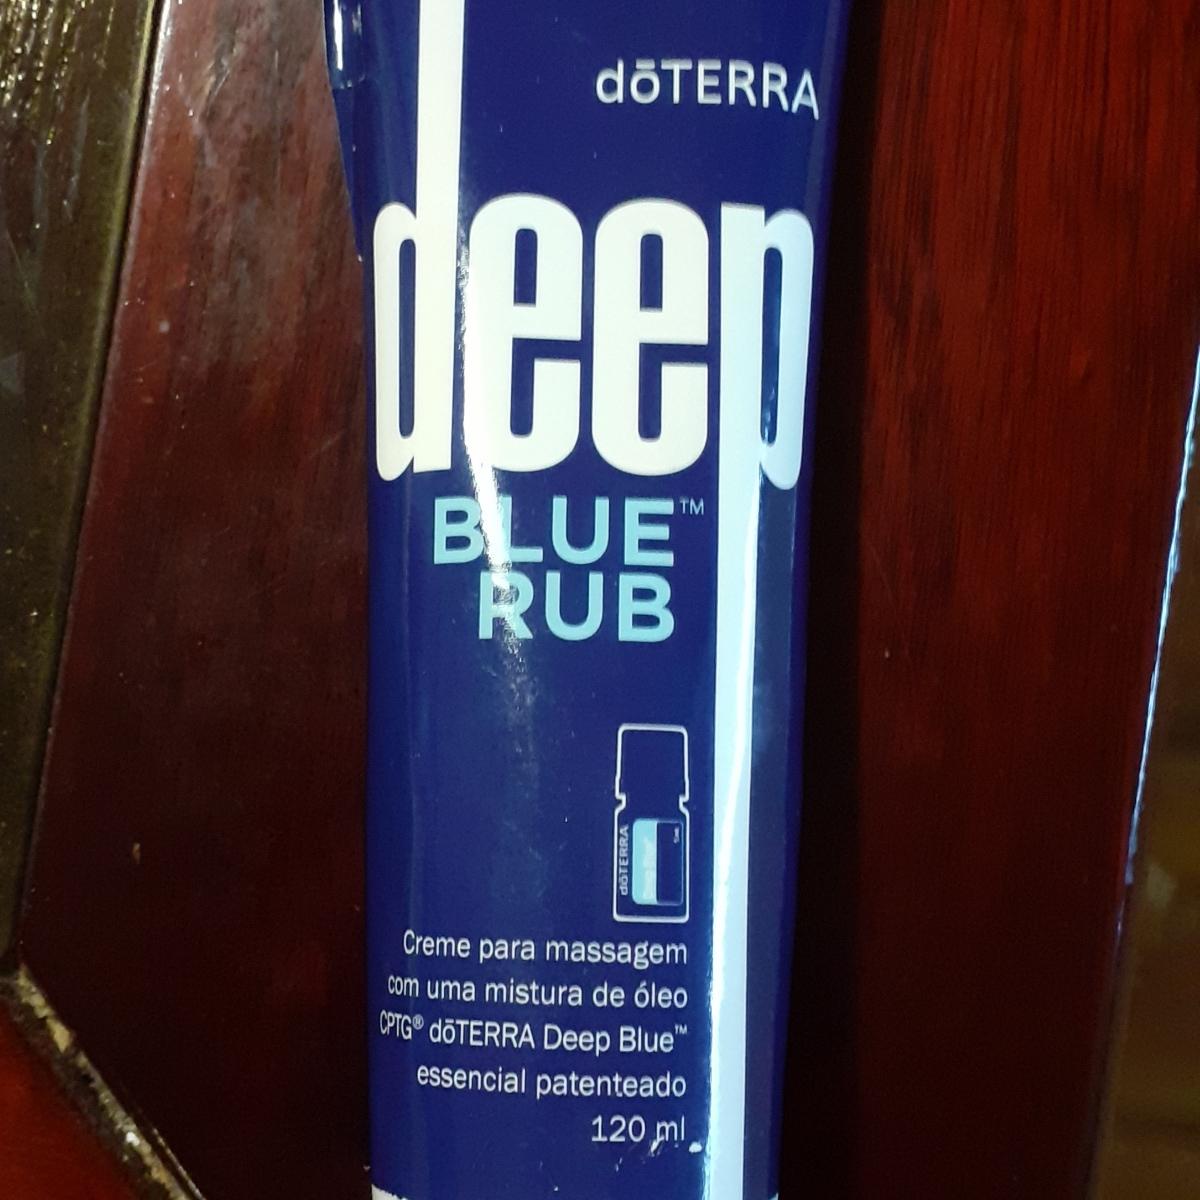 dōTERRA
deep
BLUE™
RUB
dōTERRA
Creme para massagem
com uma mistura de óleo
CPTG® dōTERRA Deep Blue™
essencial patenteado
120 ml